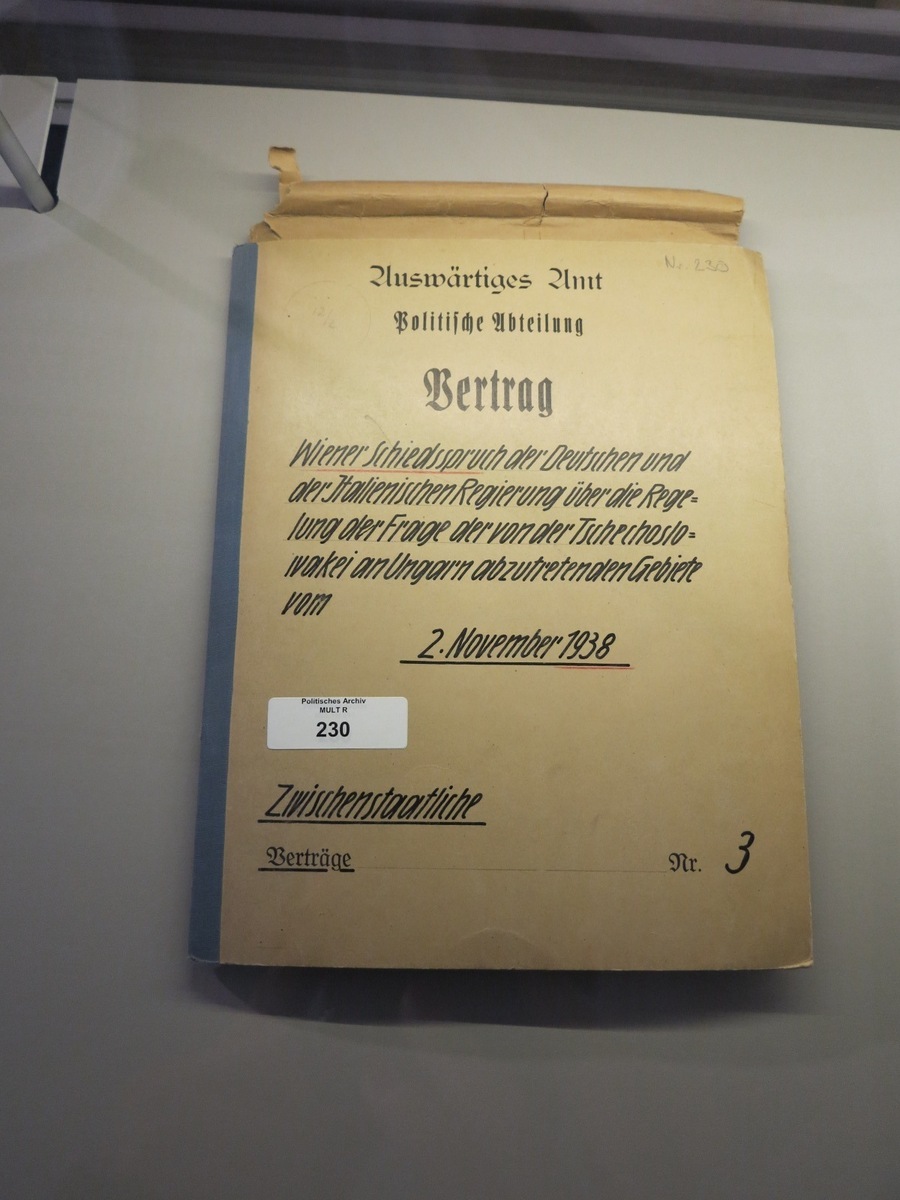 Nr. 230
Auswärtiges Amt
Politische Abteilung
Vertrag
Wiener Schiedsspruch der Deutschen und
der Italienischen Regierung über die Rege=
lung der Frage der von der Tschechoslo=
wakei an Ungarn abzutretenden Gebiete
vom
2. November 1938
Politisches Archiv
MULT R
230
Zwischenstaatliche
Verträge Nr. 3